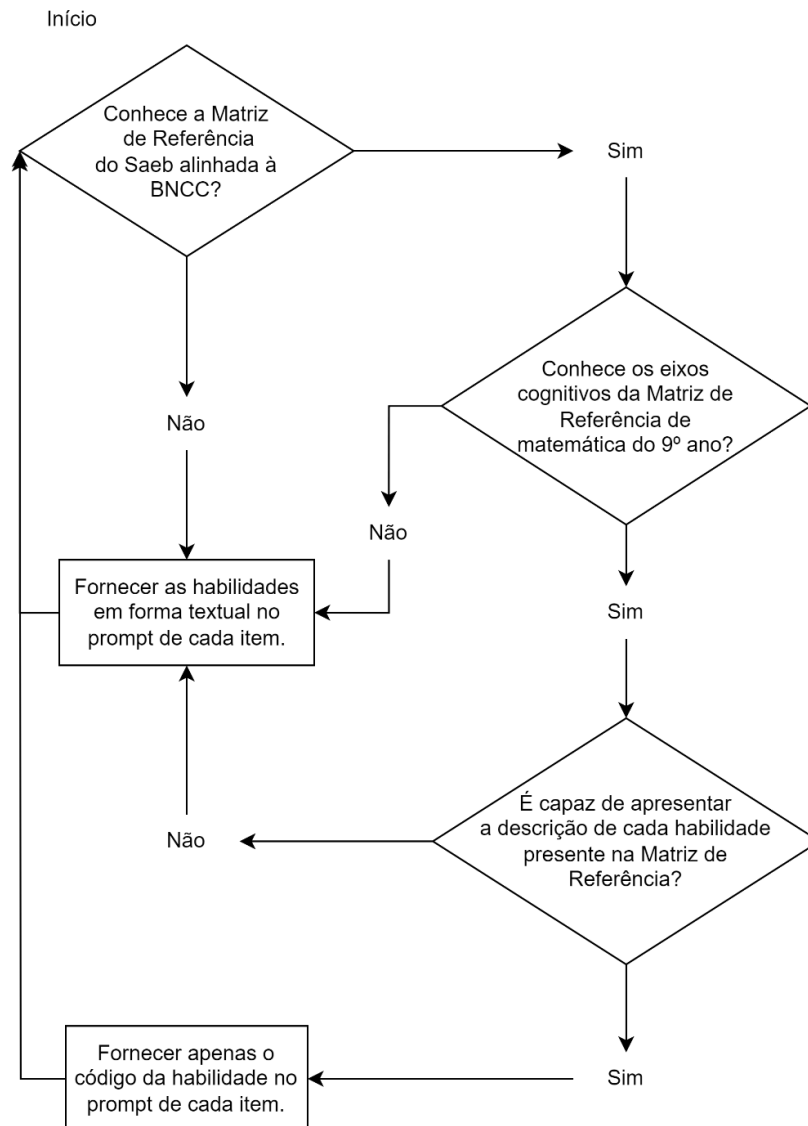 Início
Conhece a Matriz
de Referência
do Saeb alinhada à
BNCC?
Sim
Conhece os eixos
cognitivos da Matriz de
Referência de
matemática do 9º ano?
Não
Não
Fornecer as habilidades
em forma textual no
prompt de cada item.
Sim
É capaz de apresentar
a descrição de cada habilidade
presente na Matriz de
Referência?
Não
Fornecer apenas o
código da habilidade no
prompt de cada item.
Sim